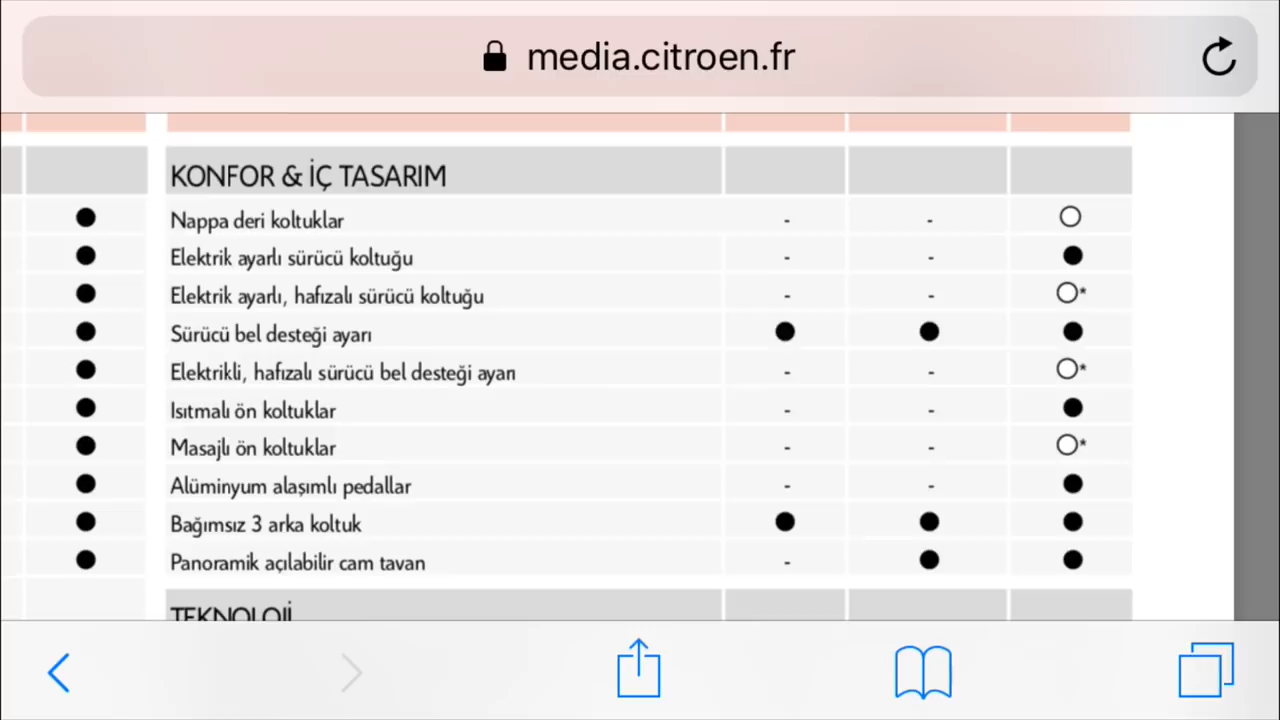 media.citroen.fr
KONFOR & İÇ TASARIM
Nappa deri koltuklar - -
Elektrik ayarlı sürücü koltuğu - -
Elektrik ayarlı, hafızalı sürücü koltuğu - - *
Sürücü bel desteği ayarı
Elektrikli, hafızalı sürücü bel desteği ayarı - - *
Isıtmalı ön koltuklar - -
Masajlı ön koltuklar - - *
Alüminyum alaşımlı pedallar - -
Bağımsız 3 arka koltuk
Panoramik açılabilir cam tavan -
TEKNOLOJİ